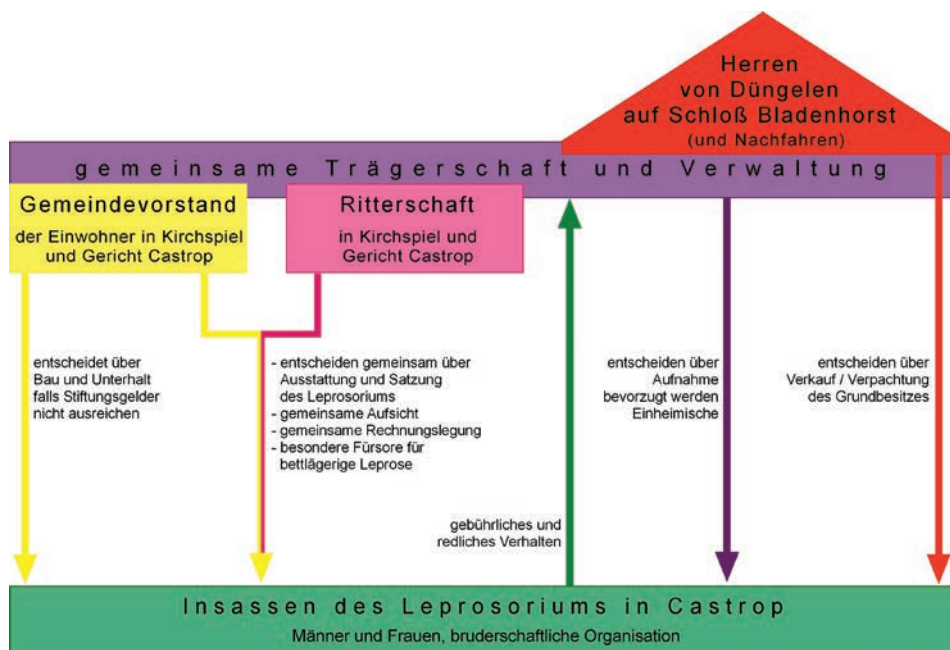 Herren
von Düngelen
auf Schloß Bladenhorst
(und Nachfahren)
gemeinsame Trägerschaft und Verwaltung
Gemeindevorstand
der Einwohner in Kirchspiel
und Gericht Castrop
Ritterschaft
in Kirchspiel und
Gericht Castrop
entscheidet über
Bau und Unterhalt
falls Stiftungsgelder
nicht ausreichen
- entscheiden gemeinsam über
Ausstattung und Satzung
des Leprosoriums
- gemeinsame Aufsicht
- gemeinsame Rechnungslegung
- besondere Fürsore für
bettlägerige Leprose
gebührliches und
redliches Verhalten
entscheiden über
Aufnahme
bevorzugt werden
Einheimische
entscheiden über
Verkauf / Verpachtung
des Grundbesitzes
Insassen des Leprosoriums in Castrop
Männer und Frauen, bruderschaftliche Organisation